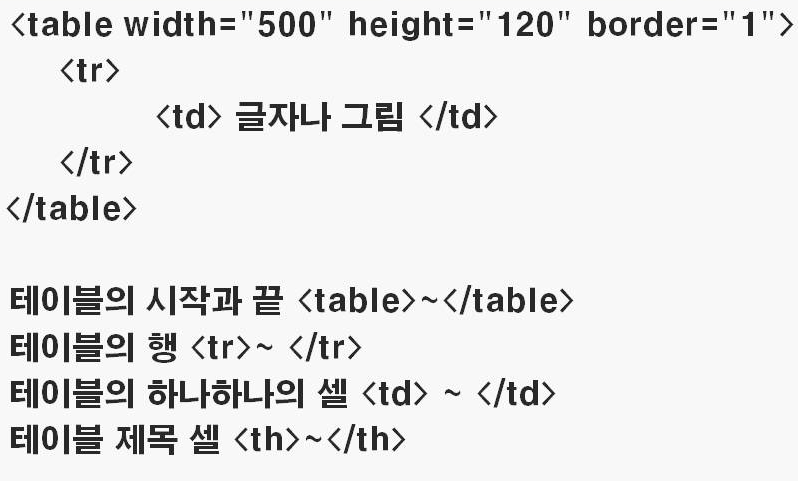 <table width="500" height="120" border="1">
<tr>
<td> 글자나 그림 </td>
</tr>
</table>
테이블의 시작과 끝 <table>~</table>
테이블의 행 <tr>~ </tr>
테이블의 하나하나의 셀 <td> ~ </td>
테이블 제목 셀 <th>~</th>